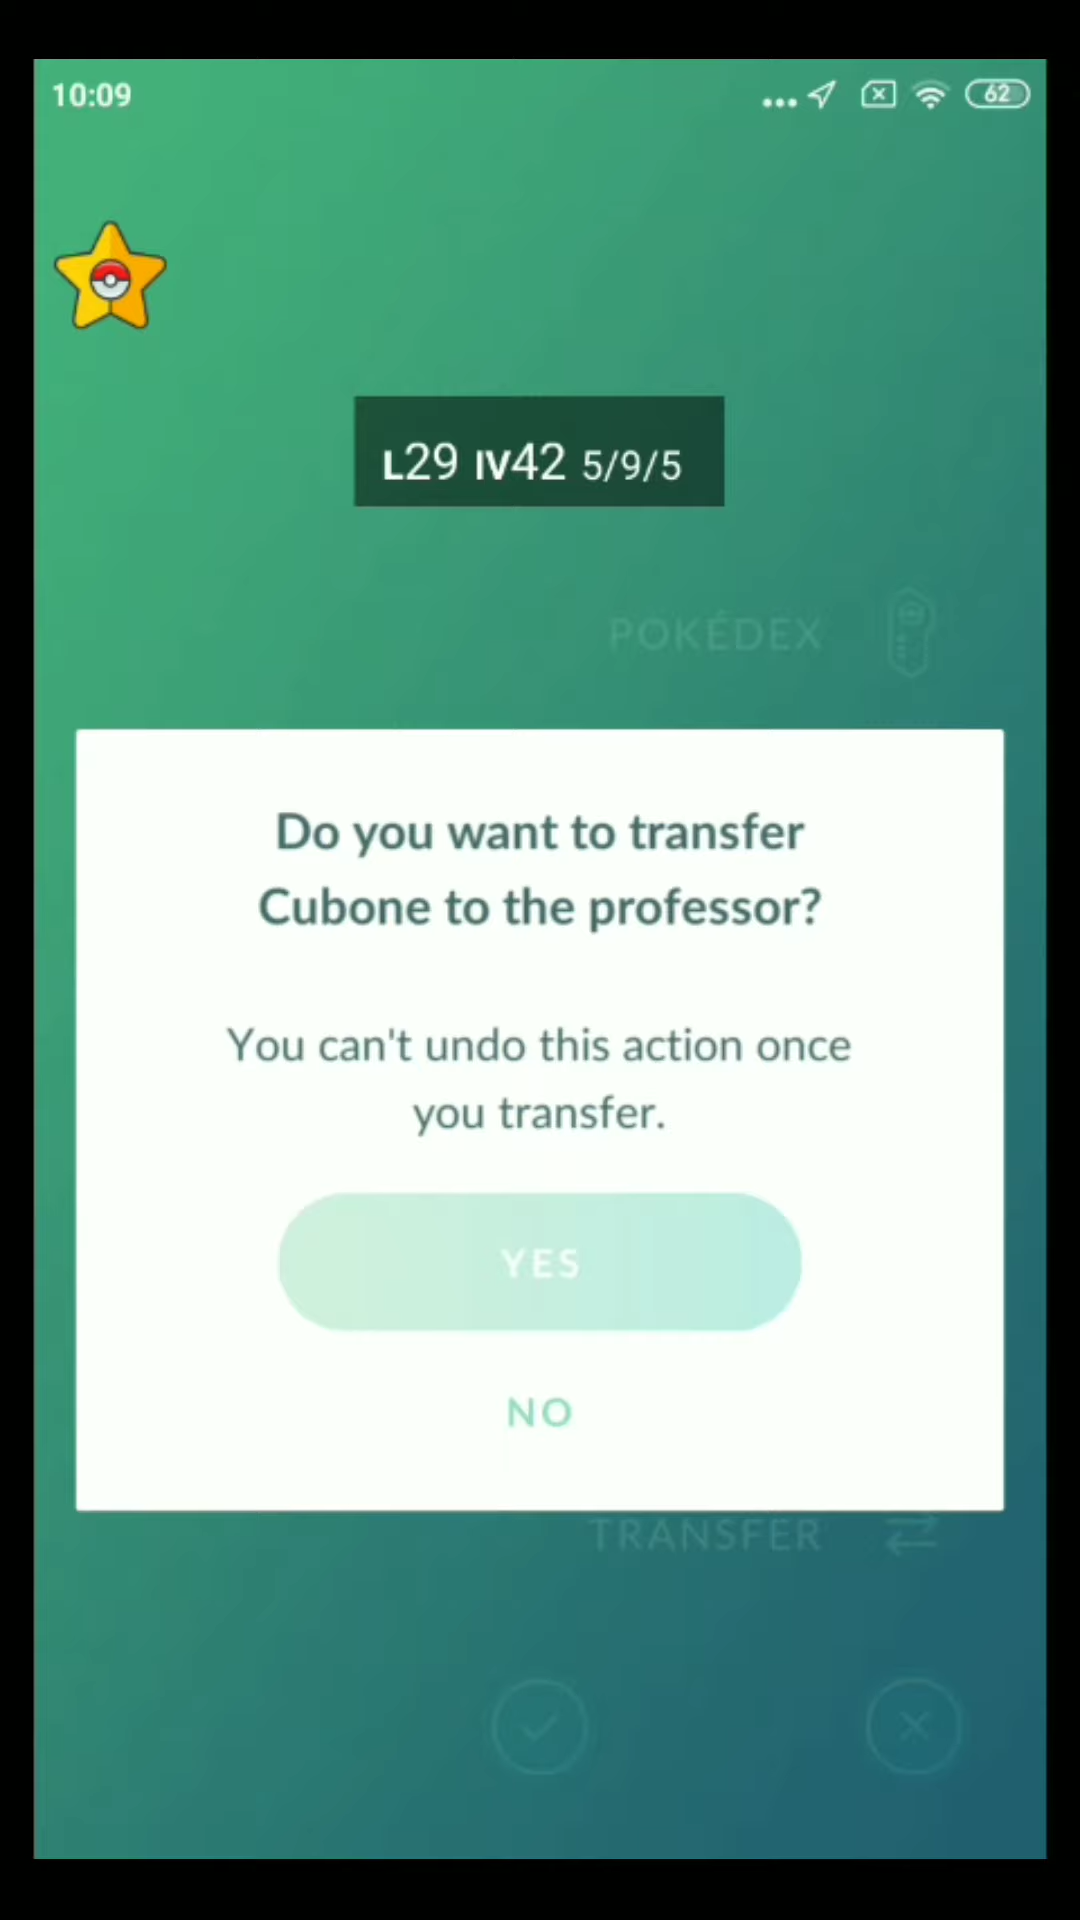 10:09
62
L29 IV42 5/9/5
POKÉDEX
Do you want to transfer
Cubone to the professor?
You can't undo this action once
you transfer.
YES
NO
TRANSFER